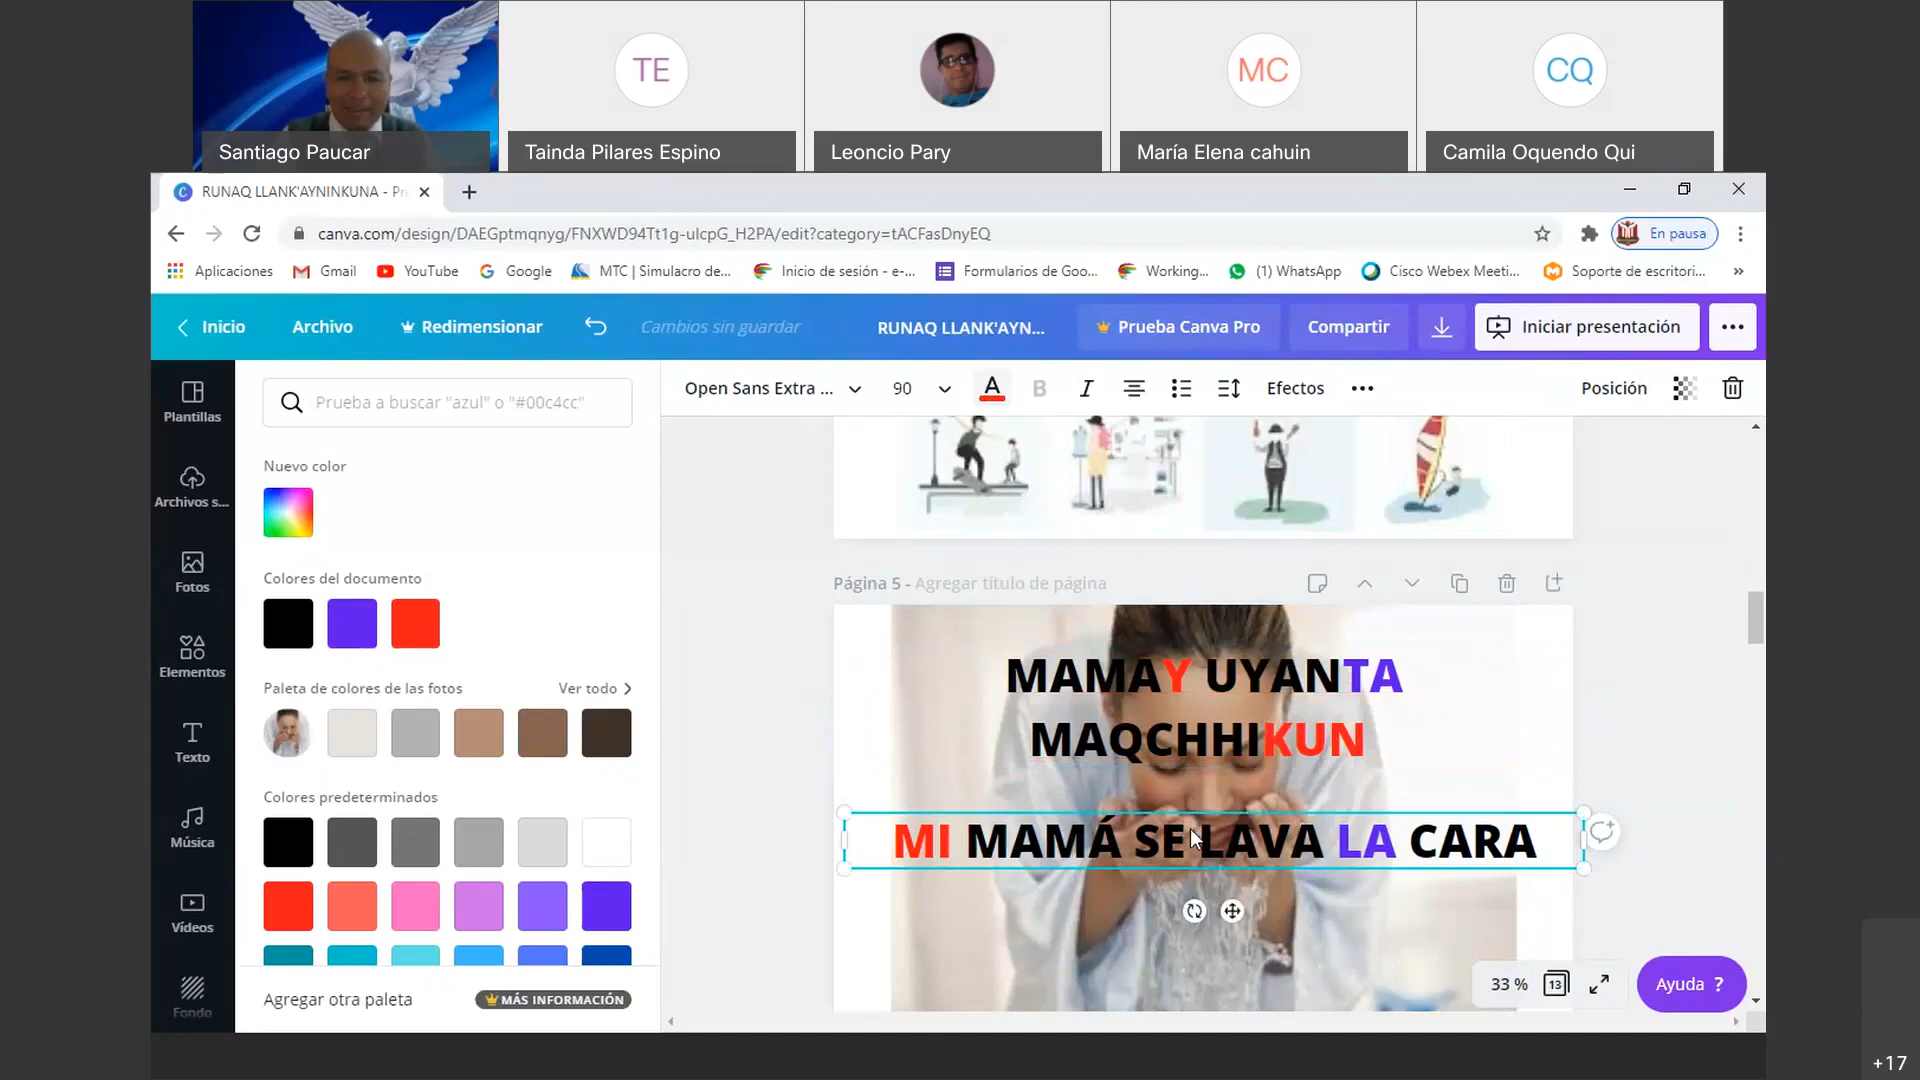 TE
MC
CQ
Santiago Paucar
Tainda Pilares Espino
Leoncio Pary
María Elena cahuin
Camila Oquendo Qui
RUNAQ LLANK'AYNINKUNA - Pr
canva.com/design/DAEGptmqnyg/FNXWD94Tt1g-ulcpG_H2PA/edit?category=tACFasDnyEQ
En pausa
Aplicaciones
Gmail
YouTube
Google
MTC | Simulacro de...
Inicio de sesión - e-...
Formularios de Goo...
Working...
(1) WhatsApp
Cisco Webex Meeti...
Soporte de escritori...
»
Inicio
Archivo
Redimensionar
Cambios sin guardar
RUNAQ LLANK'AYN...
Prueba Canva Pro
Compartir
Iniciar presentación
Open Sans Extra ...
90
A
B
I
Efectos
Posición
Plantillas
Archivos s...
Fotos
Elementos
Texto
Música
Vídeos
Fondo
Prueba a buscar "azul" o "#00c4cc"
Nuevo color
Colores del documento
Paleta de colores de las fotos
Ver todo
Colores predeterminados
Agregar otra paleta
MÁS INFORMACIÓN
Página 5 - Agregar título de página
MAMAY UYANTA
MAQCHHIKUN
MI MAMÁ SE LAVA LA CARA
33 %
13
Ayuda ?
+17